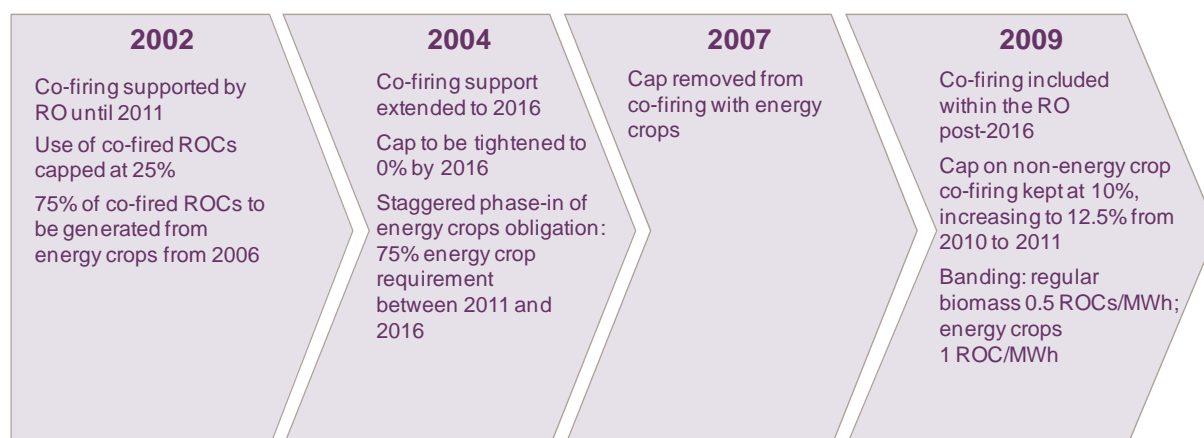 2002
Co-firing supported by
RO until 2011
Use of co-fired ROCs
capped at 25%
75% of co-fired ROCs to
be generated from
energy crops from 2006
2004
Co-firing support
extended to 2016
Cap to be tightened to
0% by 2016
Staggered phase-in of
energy crops obligation:
75% energy crop
requirement
between 2011 and
2016
2007
Cap removed from
co-firing with energy
crops
2009
Co-firing included
within the RO
post-2016
Cap on non-energy crop
co-firing kept at 10%,
increasing to 12.5% from
2010 to 2011
Banding: regular
biomass 0.5 ROCs/MWh;
energy crops
1 ROC/MWh